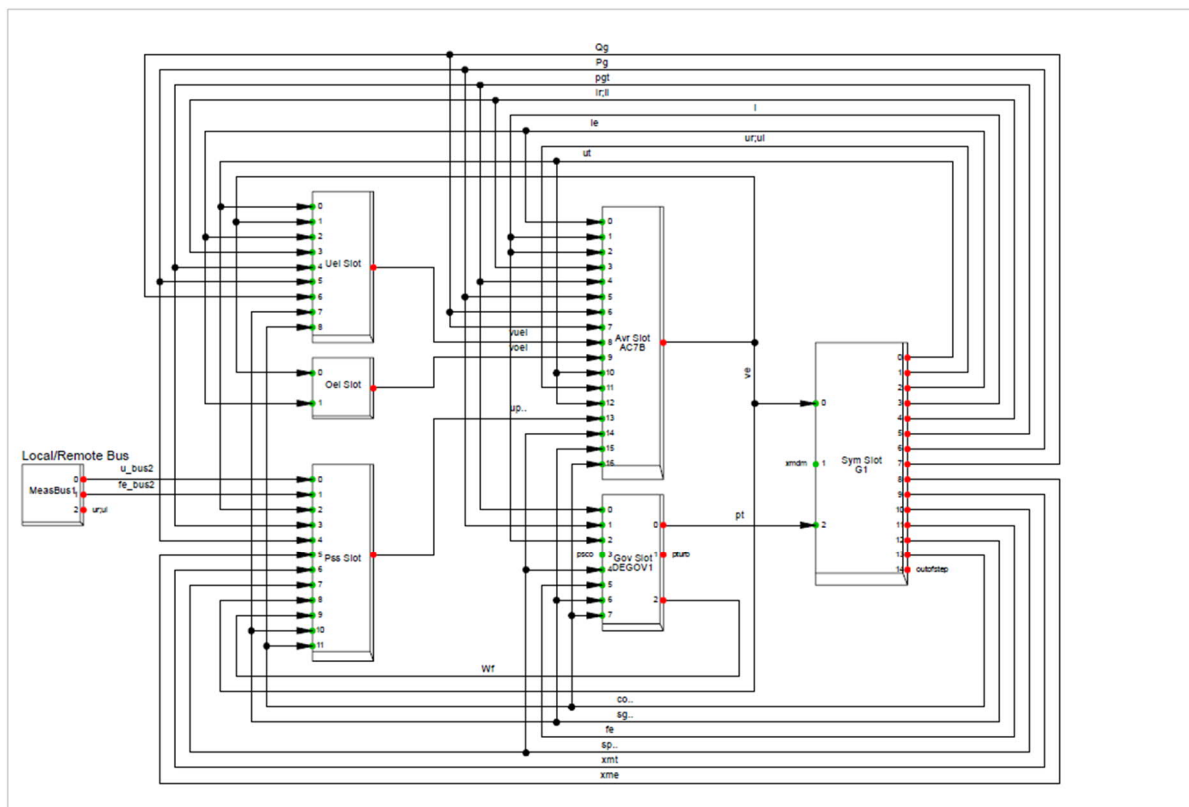 Qg
Pg
pgt
ir;ii
i
ie
ur;ui
ut
0
1
2
3
Uel Slot
4
5
6
7
8
vuel
voel
0
Oel Slot
1
0
1
2
3
4
5
6
7
8
Avr Slot
AC7B
9
10
11
12
13
14
15
16
ve
up..
Local/Remote Bus
u_bus2
fe_bus2
MeasBus1
0
1
2
ur;ui
0
1
2
3
4
5
Pss Slot
6
7
8
9
10
11
0
1
2
psco
3
Gov Slot
DEGOV1
4
5
6
7
0
1
pturb
2
pt
0
xmdm
1
Sym Slot
G1
2
0
1
2
3
4
5
6
7
8
9
10
11
12
13
14
outofstep
Wf
co..
sg..
fe
sp..
xmt
xme